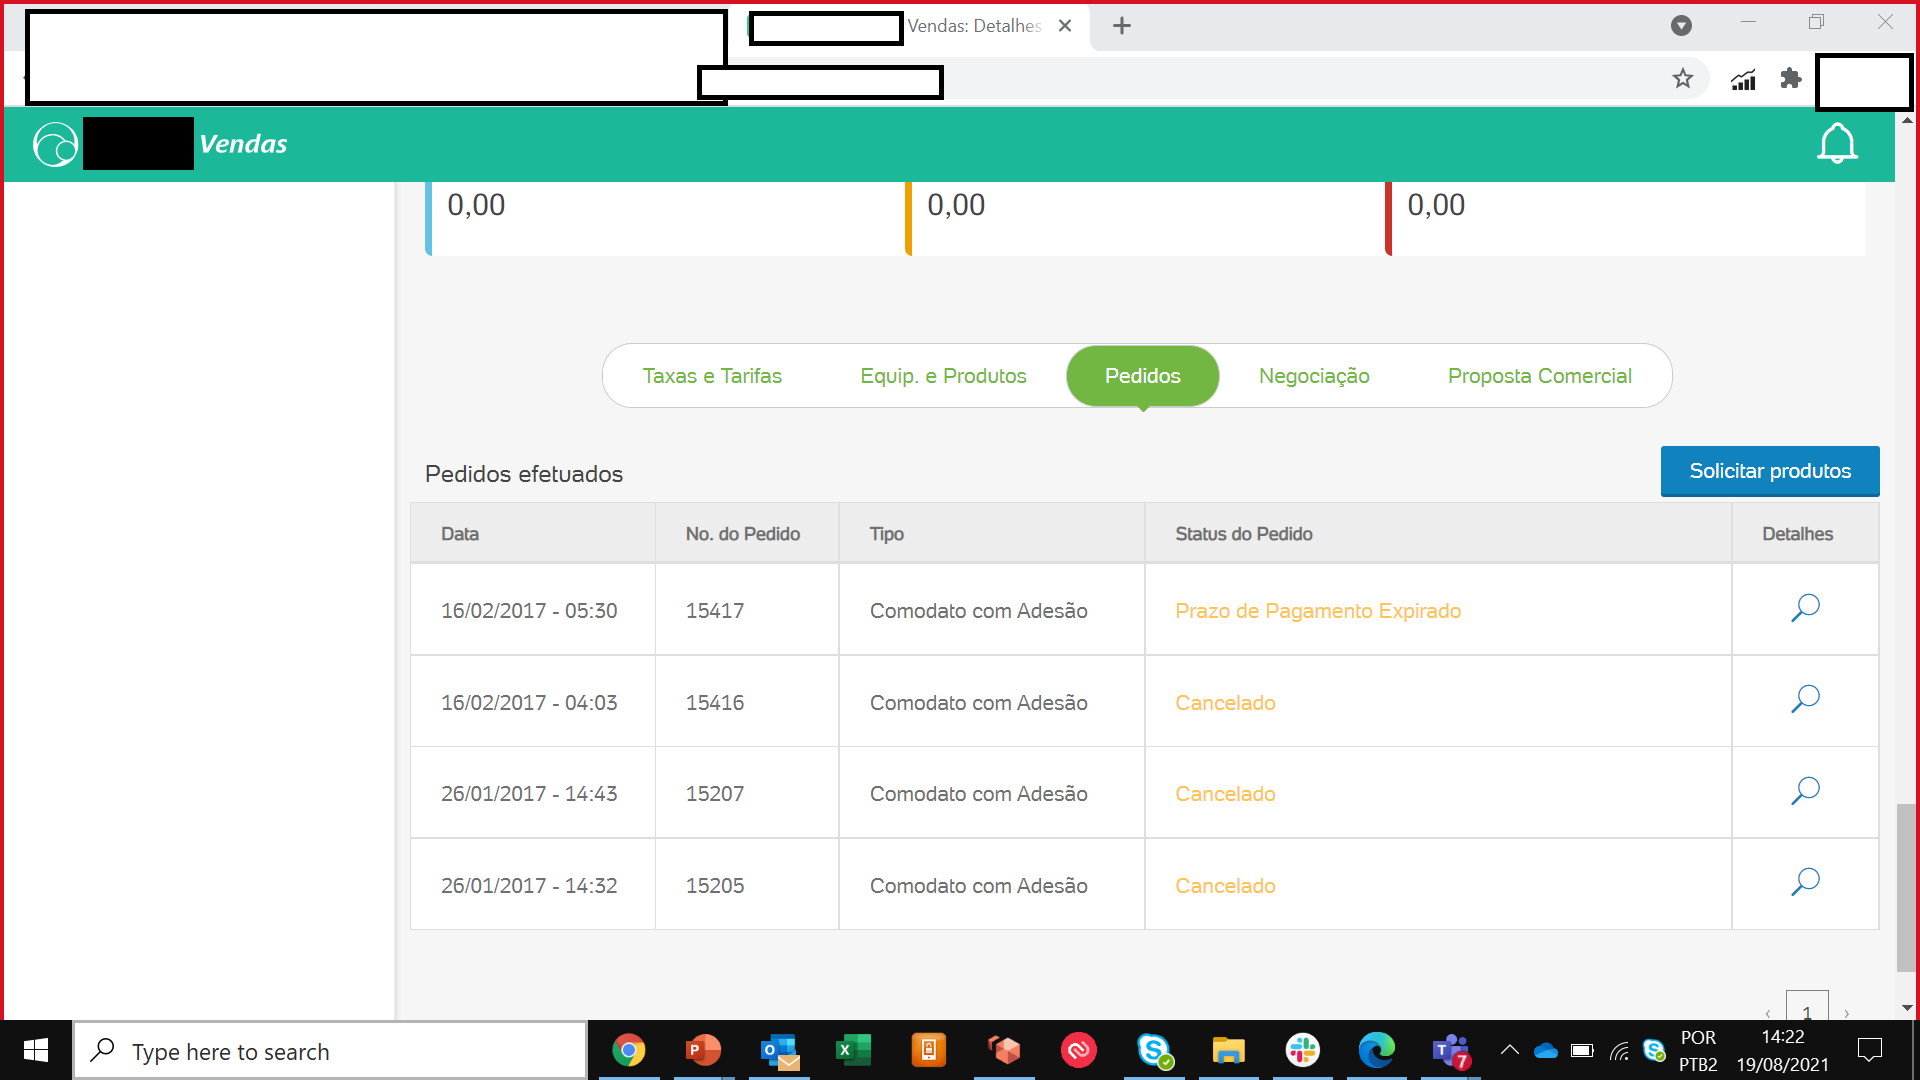 Vendas: Detalhes
Vendas
0,00 0,00 0,00
Taxas e Tarifas Equip. e Produtos Pedidos Negociação Proposta Comercial
Pedidos efetuados
Solicitar produtos
Data No. do Pedido Tipo Status do Pedido Detalhes
16/02/2017 - 05:30 15417 Comodato com Adesão Prazo de Pagamento Expirado
16/02/2017 - 04:03 15416 Comodato com Adesão Cancelado
26/01/2017 - 14:43 15207 Comodato com Adesão Cancelado
26/01/2017 - 14:32 15205 Comodato com Adesão Cancelado
‹ 1 ›
Type here to search
7
POR
PTB2
14:22
19/08/2021